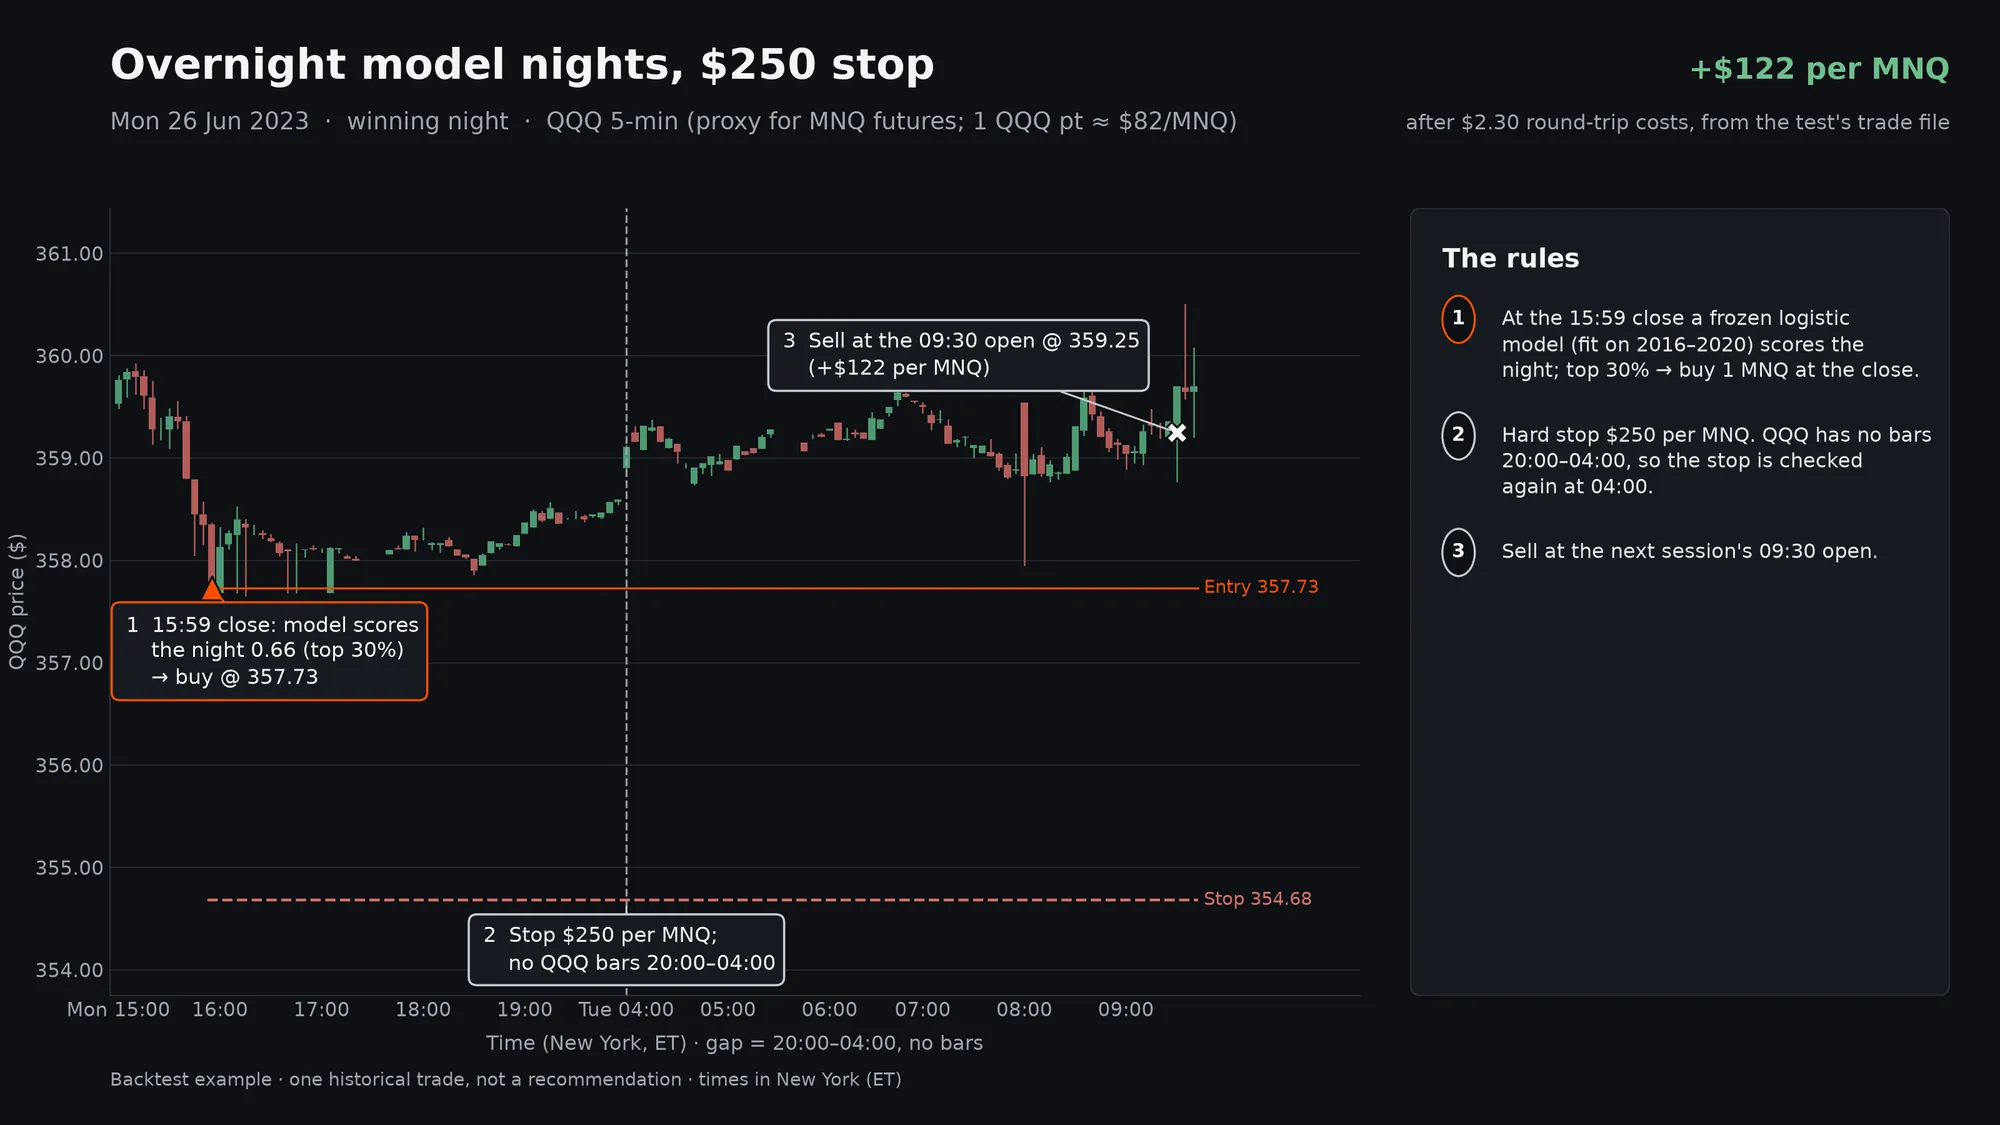 Overnight model nights, $250 stop
+$122 per MNQ
Mon 26 Jun 2023 · winning night · QQQ 5-min (proxy for MNQ futures; 1 QQQ pt ≈ $82/MNQ)
after $2.30 round-trip costs, from the test's trade file
QQQ price ($)
361.00
360.00
359.00
358.00
357.00
356.00
355.00
354.00
3 Sell at the 09:30 open @ 359.25
(+$122 per MNQ)
Entry 357.73
1 15:59 close: model scores
the night 0.66 (top 30%)
→ buy @ 357.73
Stop 354.68
2 Stop $250 per MNQ;
no QQQ bars 20:00–04:00
Mon 15:00 16:00 17:00 18:00 19:00 Tue 04:00 05:00 06:00 07:00 08:00 09:00
Time (New York, ET) · gap = 20:00–04:00, no bars
The rules
1 At the 15:59 close a frozen logistic
model (fit on 2016–2020) scores the
night; top 30% → buy 1 MNQ at the close.
2 Hard stop $250 per MNQ. QQQ has no bars
20:00–04:00, so the stop is checked
again at 04:00.
3 Sell at the next session's 09:30 open.
Backtest example · one historical trade, not a recommendation · times in New York (ET)